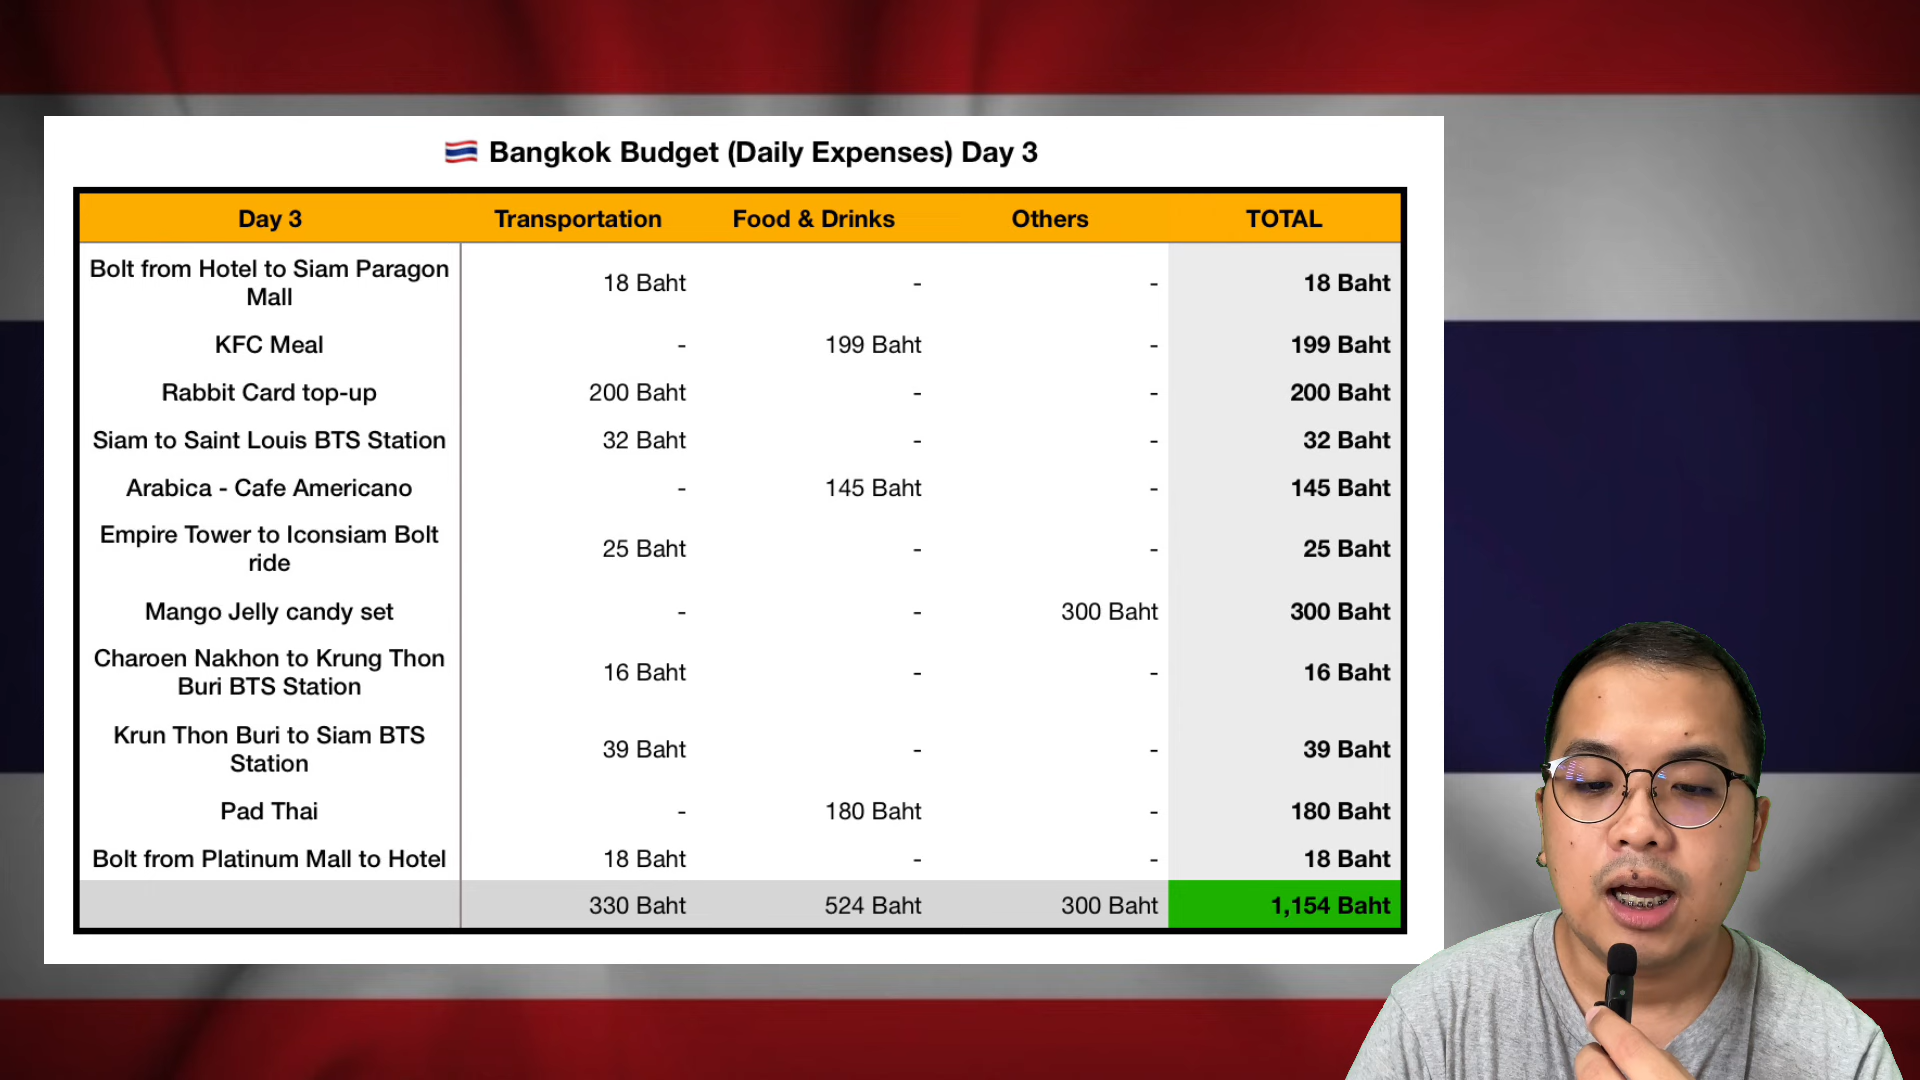 🇹🇭 Bangkok Budget (Daily Expenses) Day 3
Day 3 Transportation Food & Drinks Others TOTAL
Bolt from Hotel to Siam Paragon
Mall 18 Baht - - 18 Baht
KFC Meal - 199 Baht - 199 Baht
Rabbit Card top-up 200 Baht - - 200 Baht
Siam to Saint Louis BTS Station 32 Baht - - 32 Baht
Arabica - Cafe Americano - 145 Baht - 145 Baht
Empire Tower to Iconsiam Bolt
ride 25 Baht - - 25 Baht
Mango Jelly candy set - - 300 Baht 300 Baht
Charoen Nakhon to Krung Thon
Buri BTS Station 16 Baht - - 16 Baht
Krun Thon Buri to Siam BTS
Station 39 Baht - - 39 Baht
Pad Thai - 180 Baht - 180 Baht
Bolt from Platinum Mall to Hotel 18 Baht - - 18 Baht
330 Baht 524 Baht 300 Baht 1,154 Baht